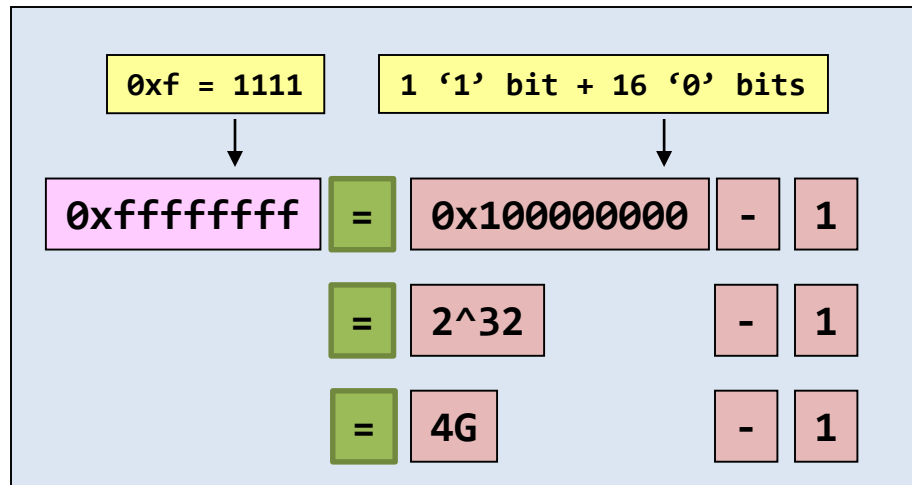 0xf = 1111
1 ‘1’ bit + 16 ‘0’ bits
0xffffffff = 0x100000000 - 1
= 2^32 - 1
= 4G - 1